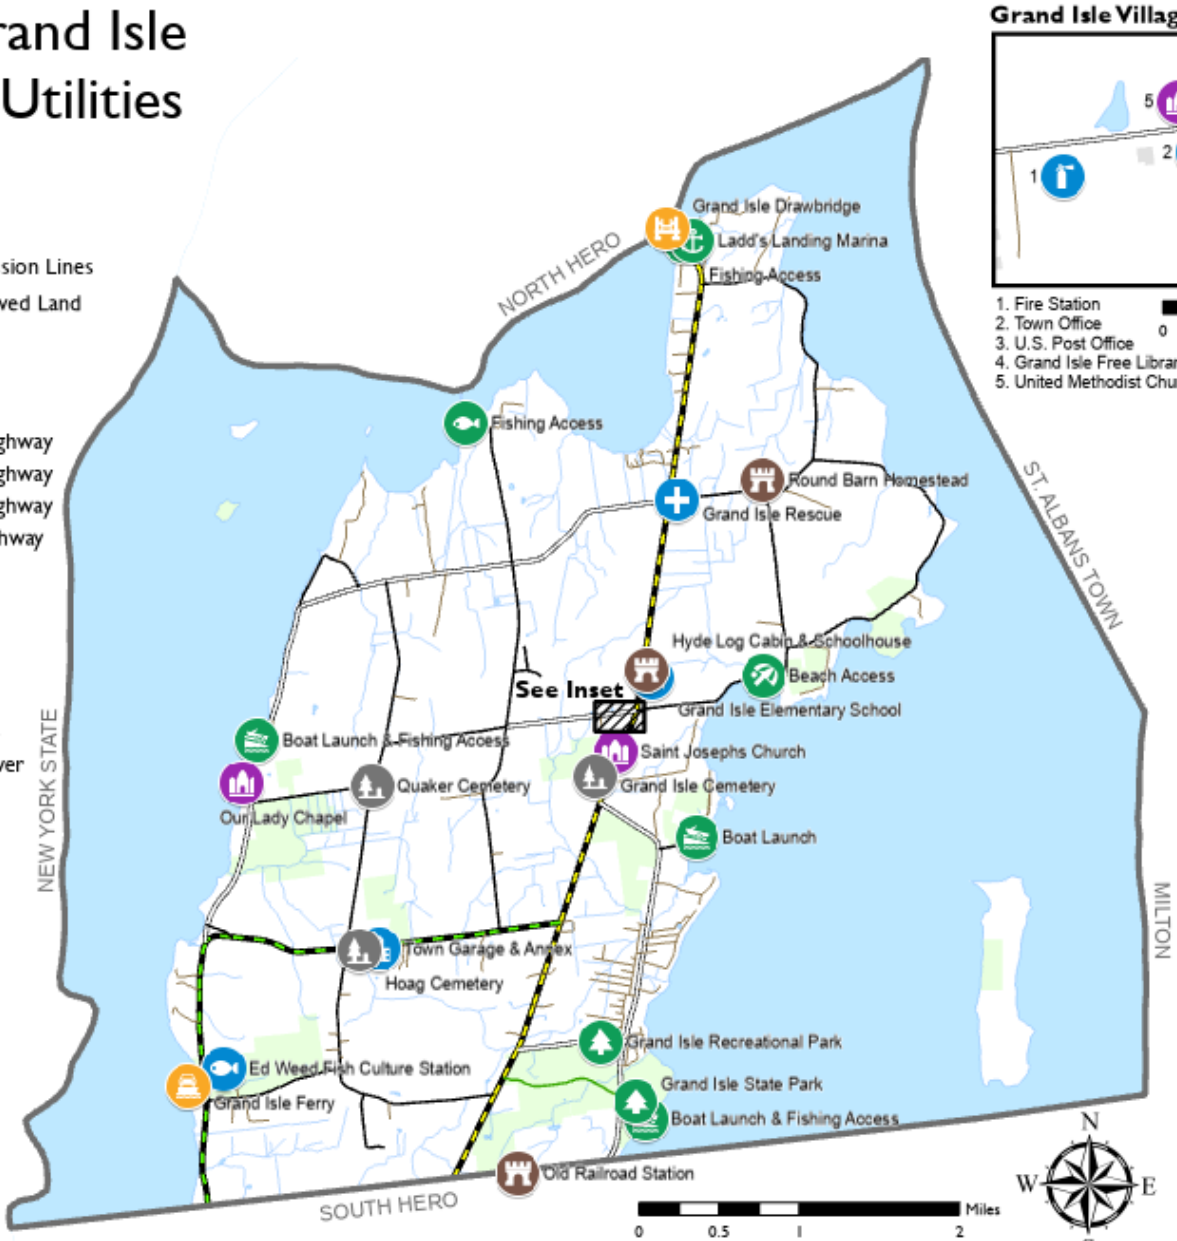 rand Isle
Utilities
sion Lines
ved Land
ghway
ghway
ghway
hway
ver
Grand Isle Villag
5
2
1
1. Fire Station
2. Town Office
3. U.S. Post Office
4. Grand Isle Free Librar
5. United Methodist Chu
0
NORTH HERO
Grand Isle Drawbridge
Ladd's Landing Marina
Fishing Access
Fishing Access
Round Barn Homestead
Grand Isle Rescue
ST. ALBANS TOWN
Hyde Log Cabin & Schoolhouse
Beach Access
See Inset
Grand Isle Elementary School
NEW YORK STATE
Boat Launch & Fishing Access
Saint Josephs Church
Quaker Cemetery
Grand Isle Cemetery
Our Lady Chapel
Boat Launch
MILTON
Town Garage & Annex
Hoag Cemetery
Grand Isle Recreational Park
Ed Weed Fish Culture Station
Grand Isle State Park
Grand Isle Ferry
Boat Launch & Fishing Access
Old Railroad Station
SOUTH HERO
N
W
E
Miles
0 0.5 1 2